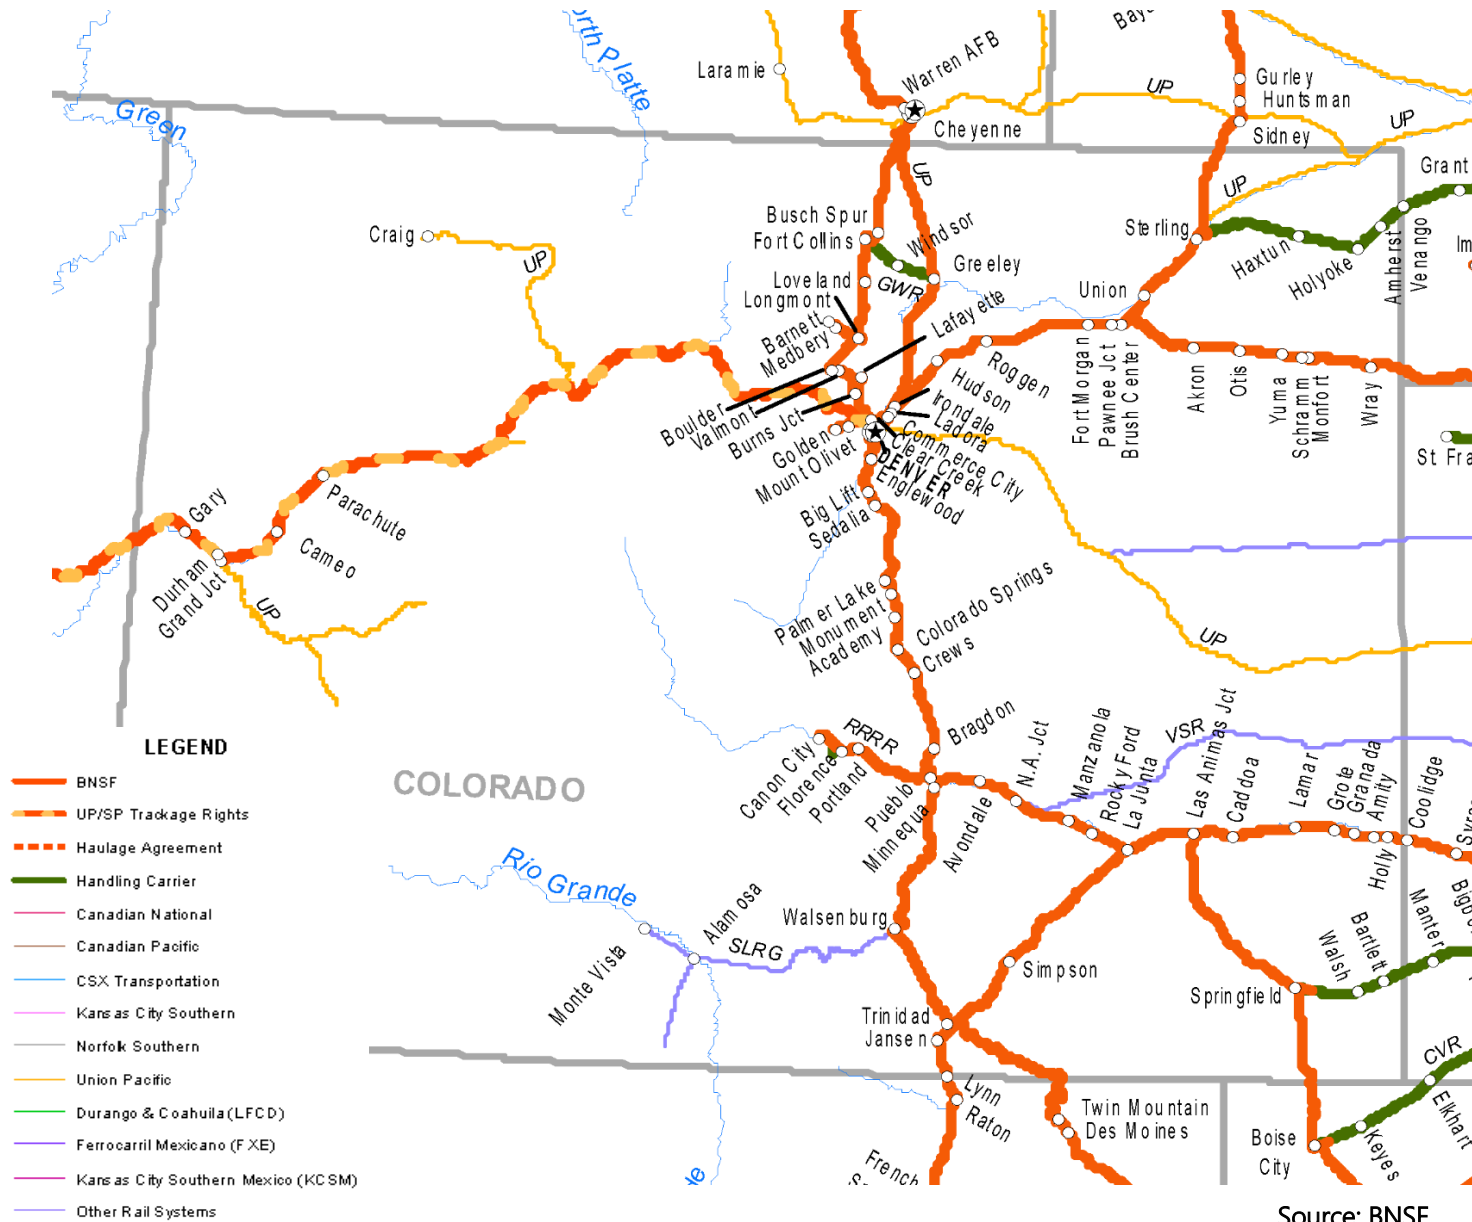 North Platte
Baya
Warren AFB
Laramie
Gurley
Huntsman
UP
Green
Cheyenne
Sidney
UP
Grant
UP
UP
Busch Spur
Fort Collins
Windsor
Sterling
Craig
UP
Haxtun
Holyoke
Amherst
Venango
Im
Loveland
Longmont
GWR
Greeley
Union
Lafayette
Barnett
Medbery
Roggen
Hudson
Irondale
Ladora
Commerce City
Clear Creek
DENVER
Englewood
Fort Morgan
Pawnee Jct
Brush Center
Akron
Otis
Yuma
Schramm
Monfort
Wray
Boulder
Valmont
Burns Jct
Golden
Mount Olivet
St. Fra
Big Lift
Sedalia
Gary
Parachute
Cameo
Durham
Grand Jct
UP
Palmer Lake
Monument
Academy
Colorado Springs
Crews
UP
Bragdon
N.A. Jct
Manzanola
Rocky Ford
La Junta
Las Animas Jct
VSR
Caddoa
Lamar
Grote
Granada
Amity
Holly
Coolidge
Syra
RRRR
Canon City
Florence
Portland
Pueblo
Minnequa
Avondale
COLORADO
Rio Grande
Walsenburg
Alamosa
SLRG
Monte Vista
Simpson
Springfield
Walsh
Bartlett
Manter
Trinidad
Jansen
Lynn
Raton
French
Twin Mountain
Des Moines
CVR
Elkhart
Keyes
Boise
City
de
LEGEND
BNSF
UP/SP Trackage Rights
Haulage Agreement
Handling Carrier
Canadian National
Canadian Pacific
CSX Transportation
Kansas City Southern
Norfolk Southern
Union Pacific
Durango & Coahuila (LFCD)
Ferrocarril Mexicano (FXE)
Kansas City Southern Mexico (KCSM)
Other Rail Systems
Source: BNSF